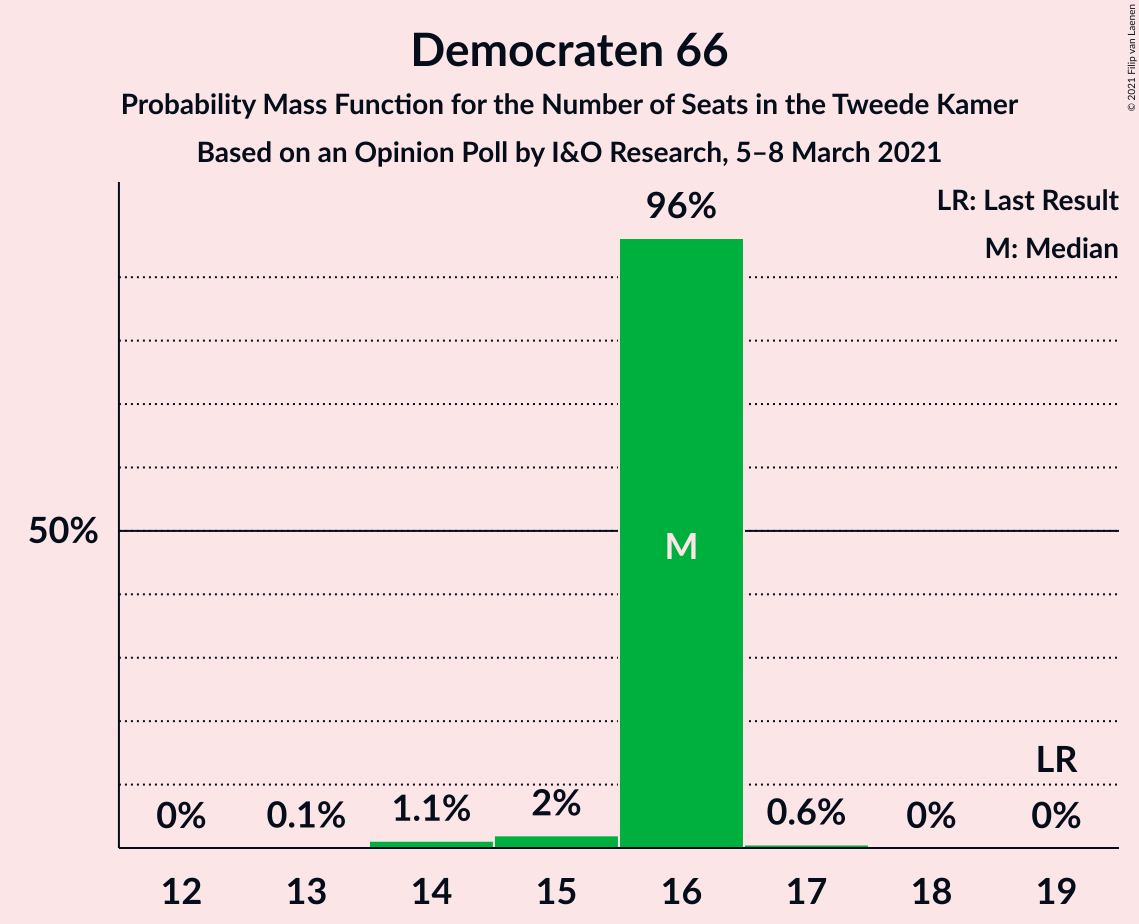 Democraten 66
Probability Mass Function for the Number of Seats in the Tweede Kamer
Based on an Opinion Poll by I&O Research, 5–8 March 2021
© 2021 Filip van Laenen
LR: Last Result
M: Median
96%
50%
M
LR
0%
0.1%
1.1%
2%
0.6%
0%
0%
12
13
14
15
16
17
18
19